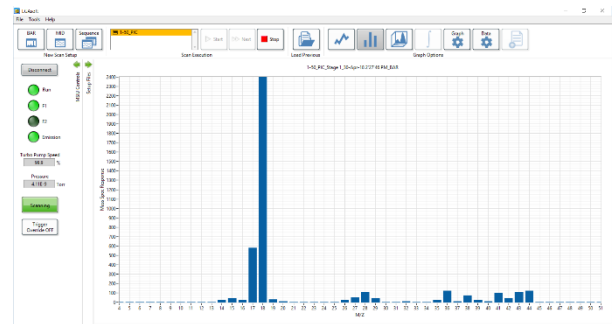 File Tools Help
BAR MID Sequence
1-50_PIC
Start
Stop
New Scan Setup Scan Execution Load Previous Graph Options
Graph Data
Disconnect
MSU Controls
Setup Files
Run
F1
F2
Emission
Turbo Pump Speed
%
Pressure
Torr
Scanning
Trigger
Override OFF
Mass Spec Response
2400
2300
2200
2100
2000
1900
1800
1700
1600
1500
1400
1300
1200
1100
1000
900
800
700
600
500
400
300
200
100
0
4 5 6 7 8 9 10 11 12 13 14 15 16 17 18 19 20 21 22 23 24 25 26 27 28 29 30 31 32 33 34 35 36 37 38 39 40 41 42 43 44 45 46 47 48 49 50 51
M/Z